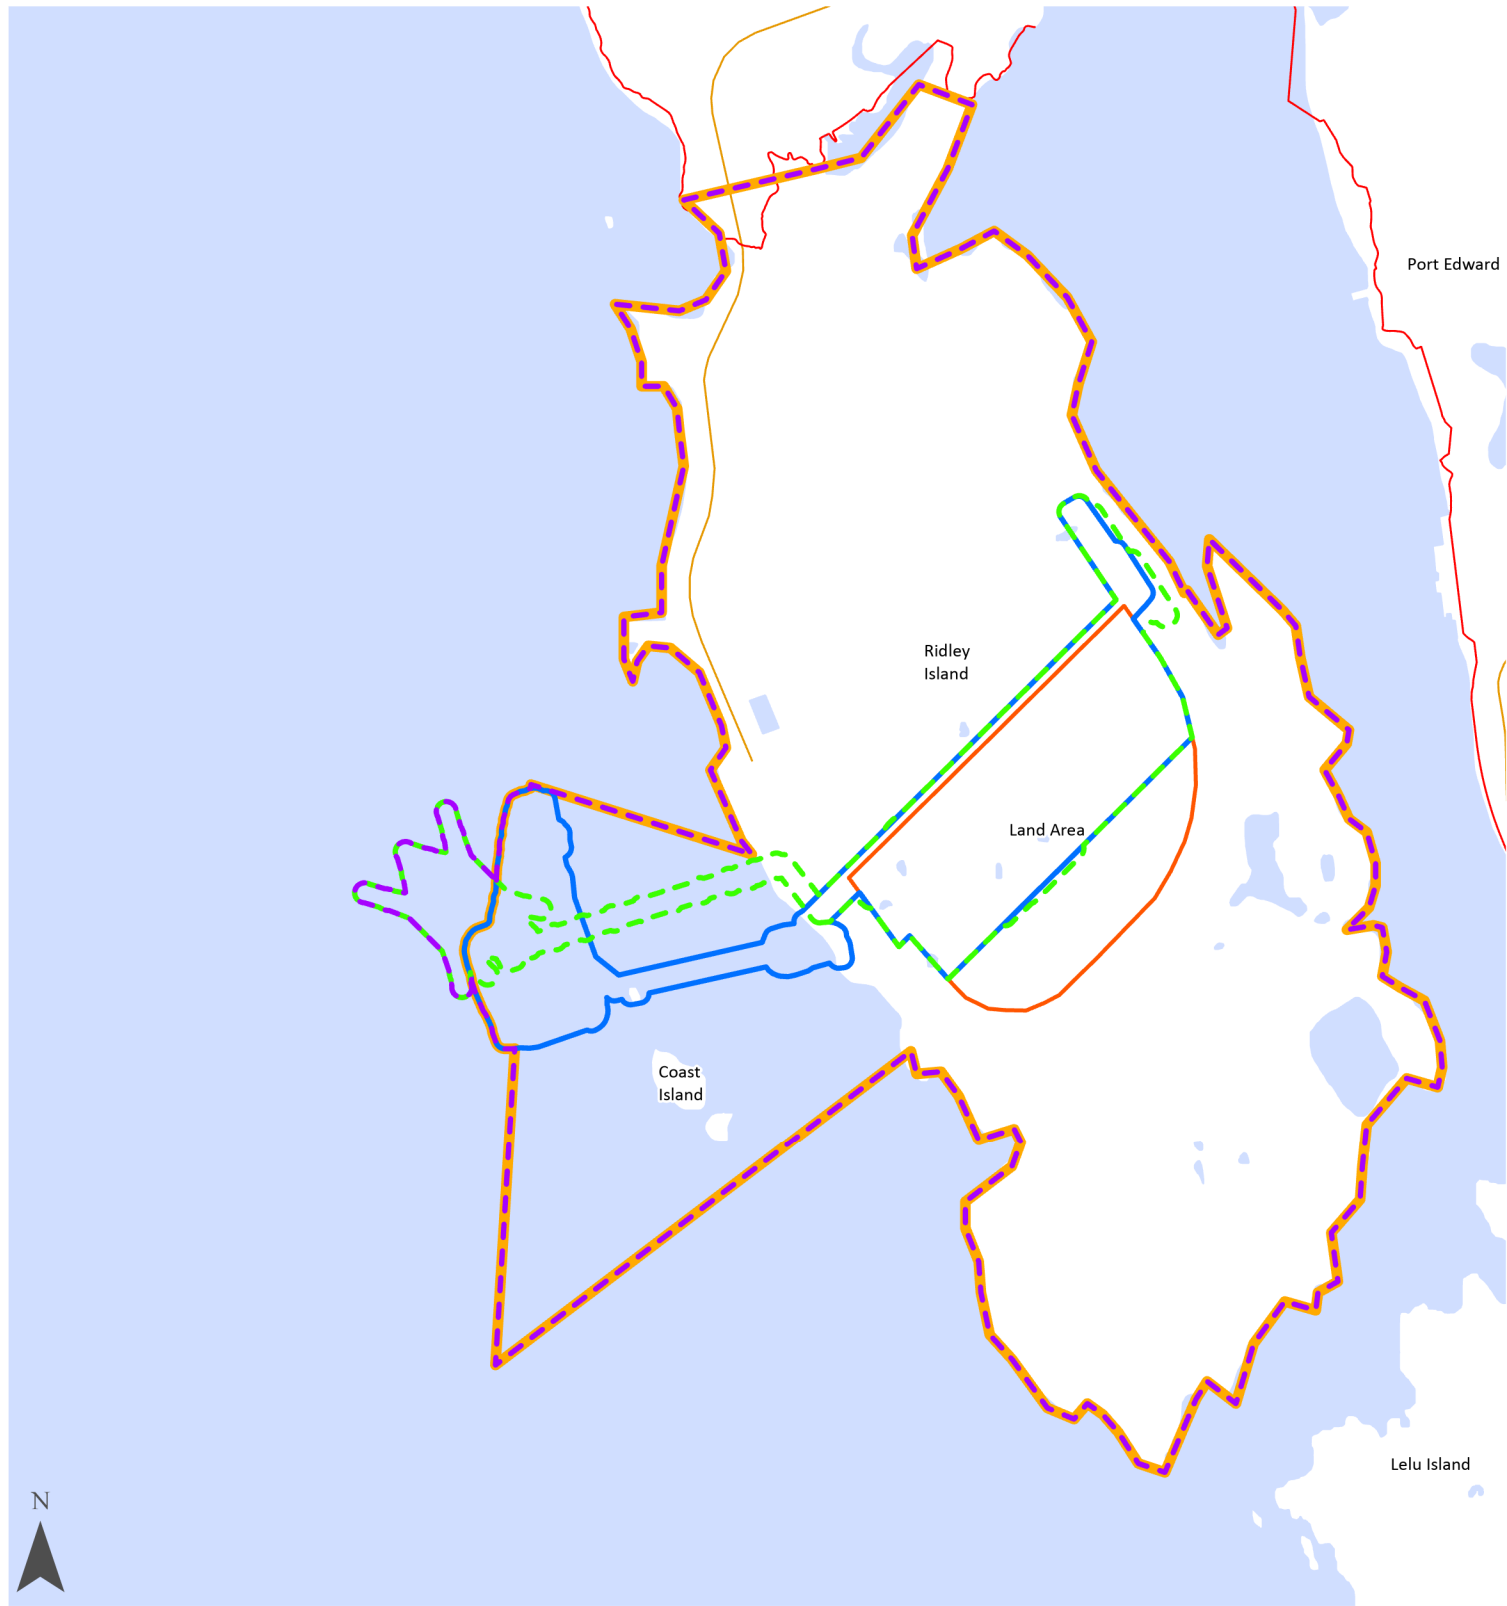 Port Edward
Ridley
Island
Land Area
Coast
Island
Lelu Island
N